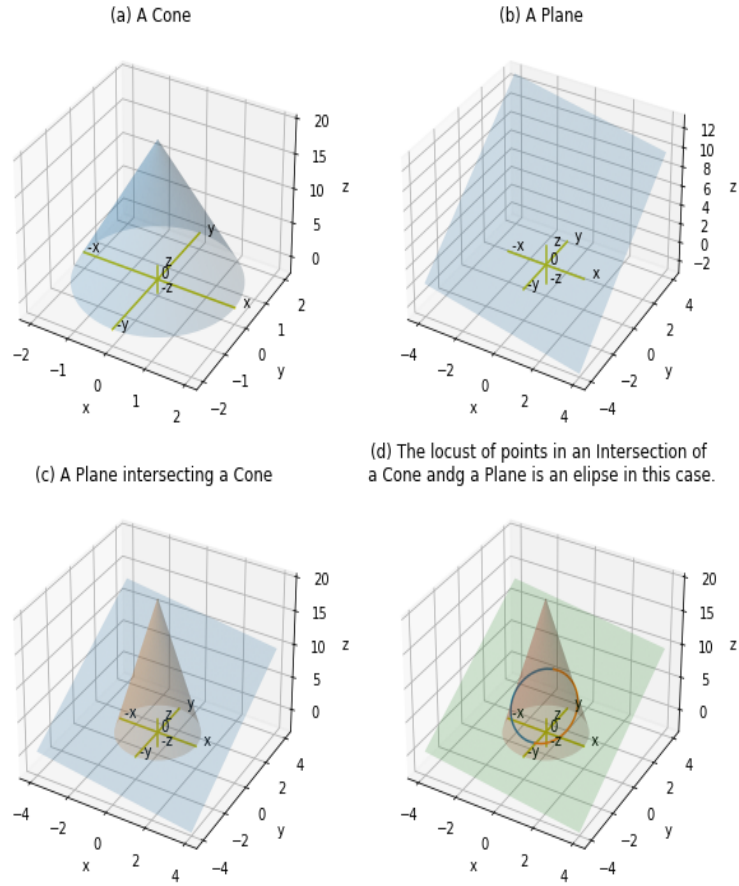 (a) A Cone
(b) A Plane
20
15
10
5
0
z
-x
y
z
0
-z
x
-y
−2
−1
0
1
2
x
−2
−1
0
1
2
y
12
10
8
6
4
2
0
−2
z
-x
y
z
0
-z
x
-y
−4
−2
0
2
4
x
−4
−2
0
2
4
y
(c) A Plane intersecting a Cone
(d) The locust of points in an Intersection of
a Cone andg a Plane is an elipse in this case.
20
15
10
5
0
z
-x
y
z
0
-z
x
-y
−4
−2
0
2
4
x
−4
−2
0
2
4
y
20
15
10
5
0
z
-x
y
z
0
-z
x
-y
−4
−2
0
2
4
x
−4
−2
0
2
4
y